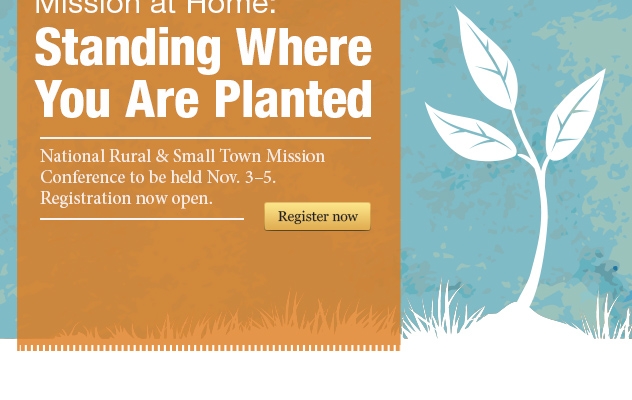 Mission at Home:
Standing Where
You Are Planted
National Rural & Small Town Mission
Conference to be held Nov. 3–5.
Registration now open.
Register now